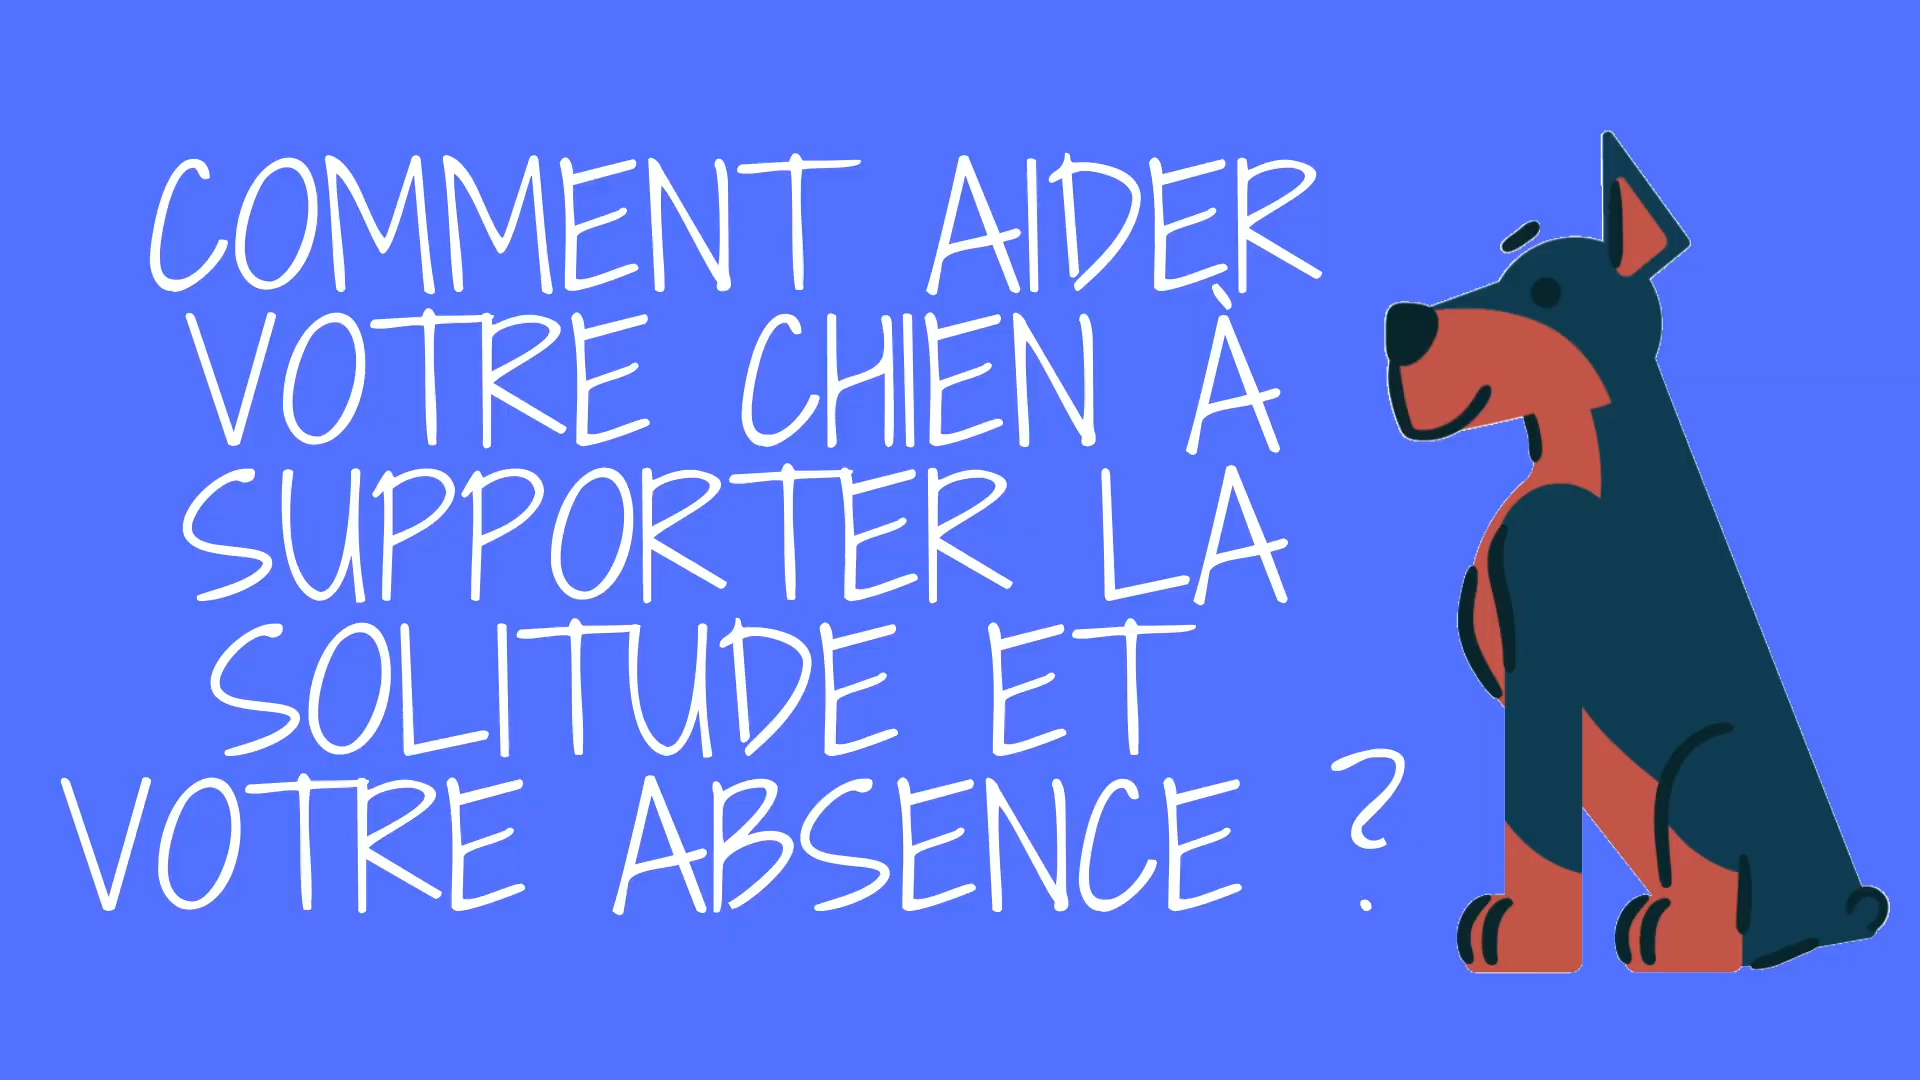 COMMENT AIDER
VOTRE CHIEN À
SUPPORTER LA
SOLITUDE ET
VOTRE ABSENCE ?